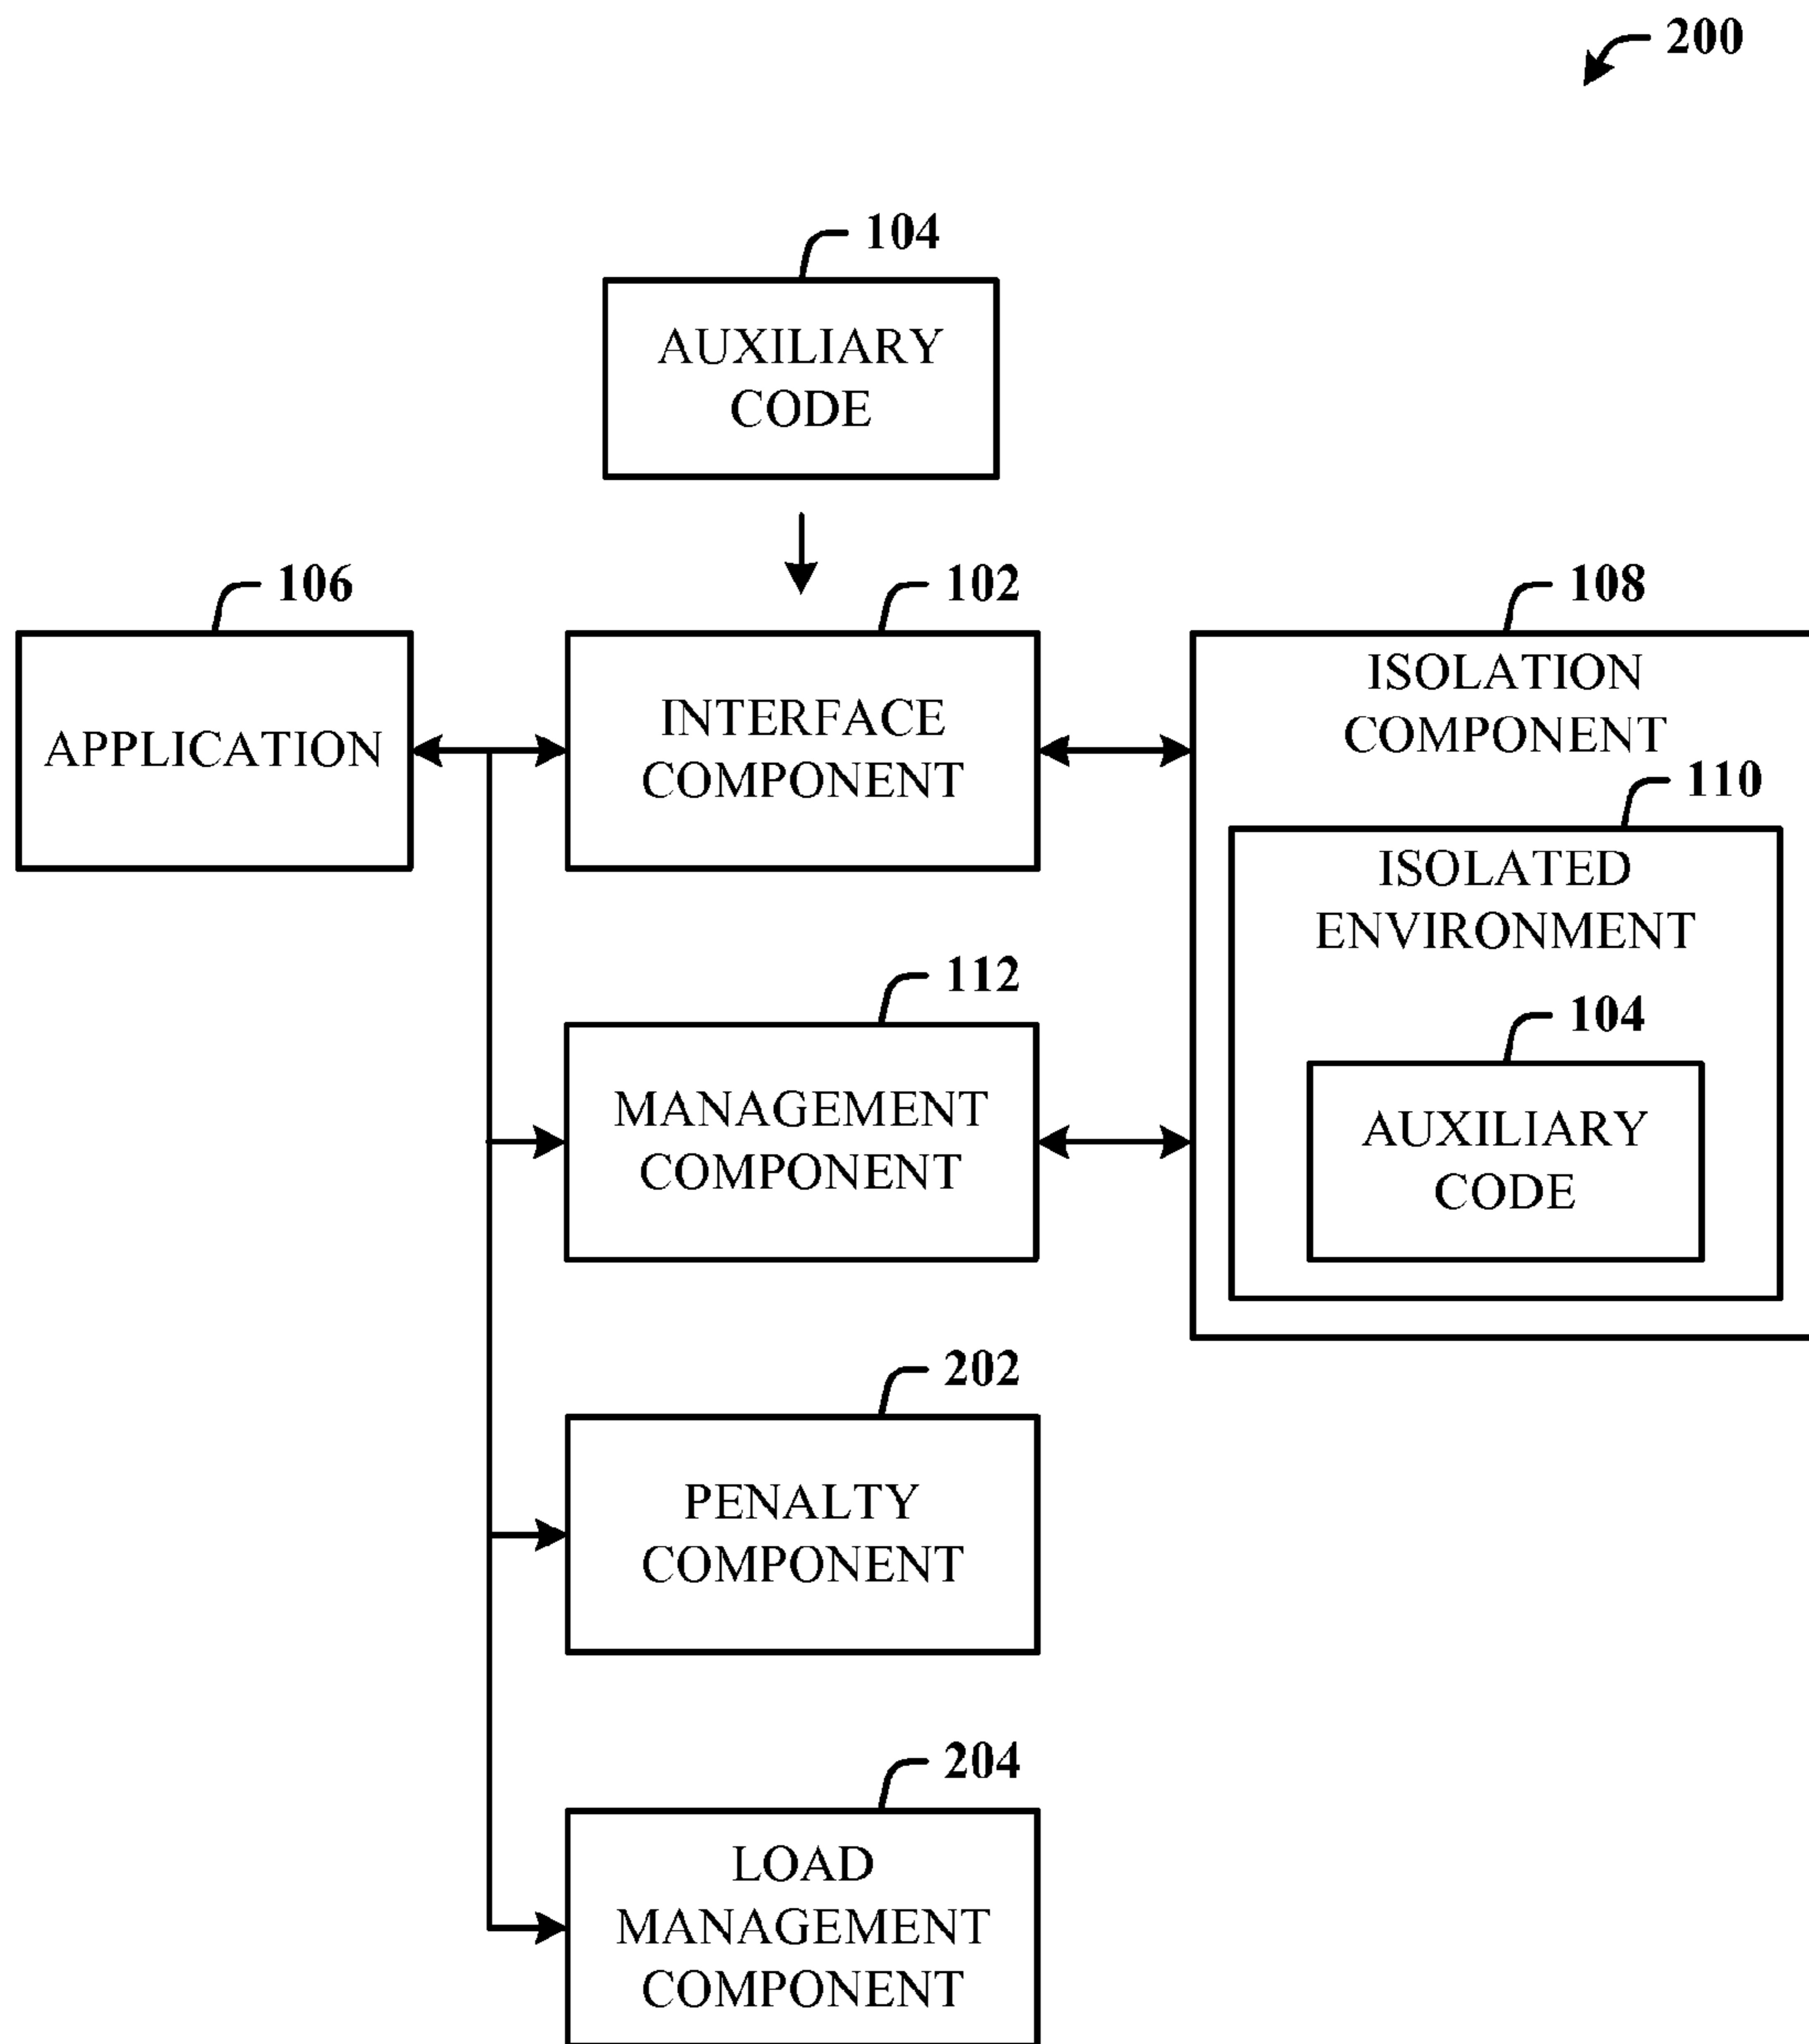 200
104
AUXILIARY
CODE
106
102
108
APPLICATION
INTERFACE
COMPONENT
ISOLATION
COMPONENT
110
ISOLATED
ENVIRONMENT
112
MANAGEMENT
COMPONENT
104
AUXILIARY
CODE
202
PENALTY
COMPONENT
204
LOAD
MANAGEMENT
COMPONENT